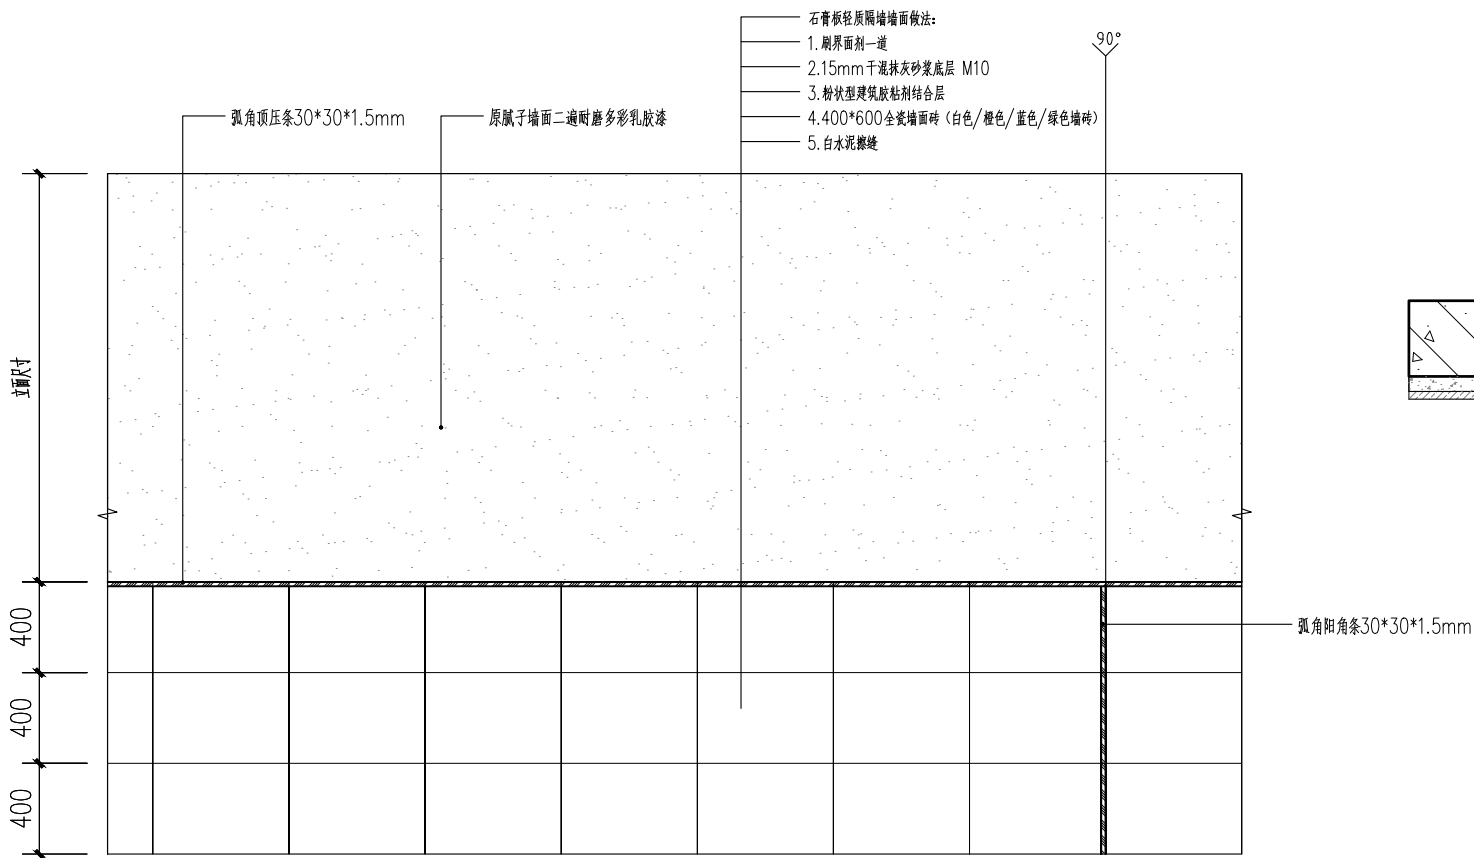 石膏板轻质隔墙墙面做法:
1.刷界面剂一道
2.15mm干混抹灰砂浆底层 M10
3.粉状型建筑胶粘剂结合层
4.400*600全瓷墙面砖（白色/橙色/蓝色/绿色墙砖）
5.白水泥擦缝
90°
弧角顶压条30*30*1.5mm
原腻子墙面二遍耐磨多彩乳胶漆
立面尺寸
400
400
400
弧角阳角条30*30*1.5mm